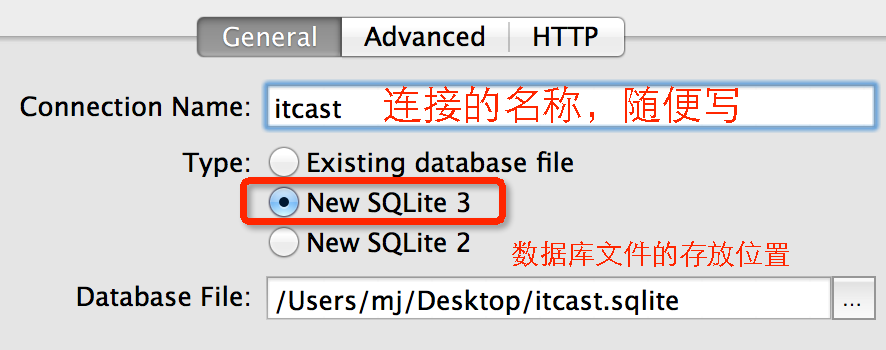 General Advanced HTTP
Connection Name: itcast 连接的名称，随便写
Type: Existing database file
New SQLite 3
New SQLite 2
数据库文件的存放位置
Database File: /Users/mj/Desktop/itcast.sqlite ...